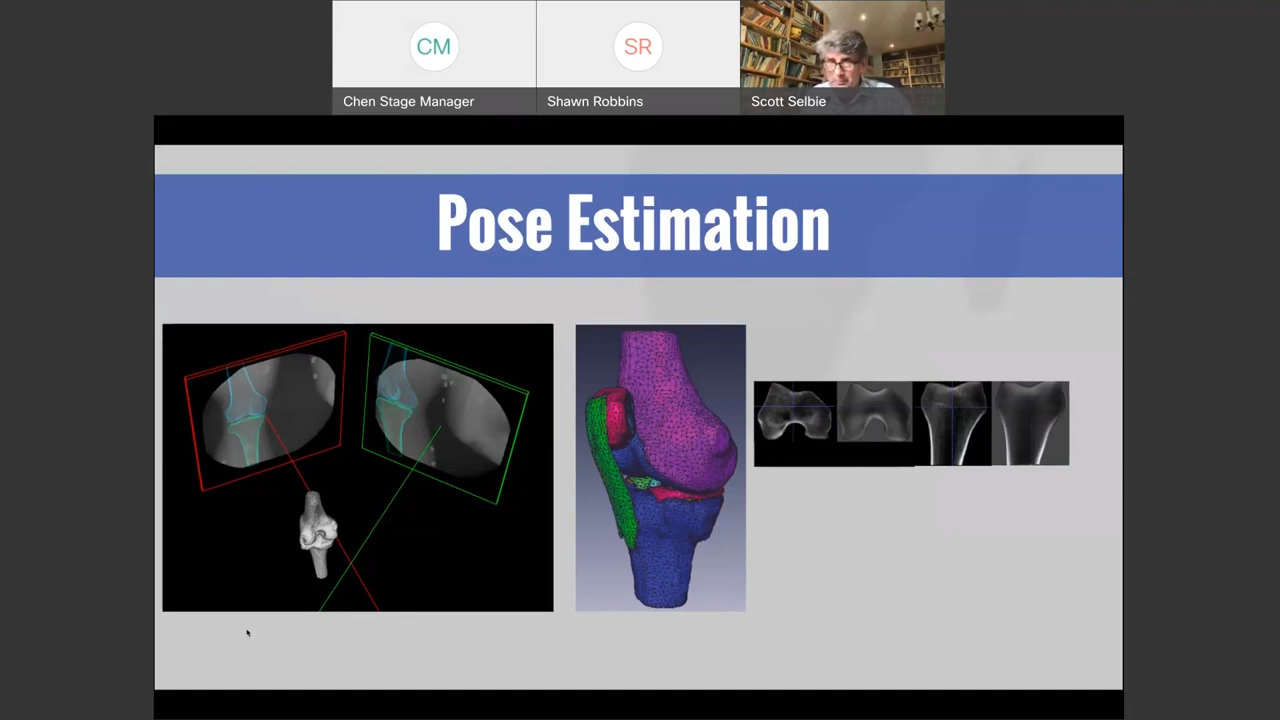 CM
SR
Chen Stage Manager
Shawn Robbins
Scott Selbie
Pose Estimation